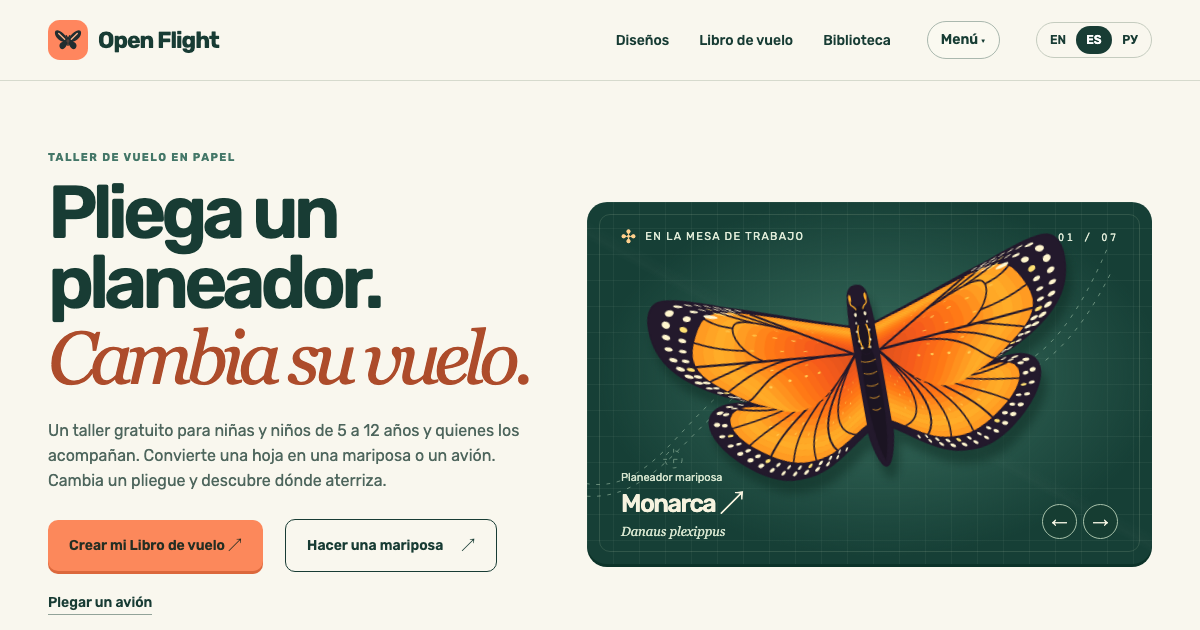 Open Flight
Diseños
Libro de vuelo
Biblioteca
Menú
EN
ES
РУ
TALLER DE VUELO EN PAPEL
Pliega un
planeador.
Cambia su vuelo.
Un taller gratuito para niñas y niños de 5 a 12 años y quienes los
acompañan. Convierte una hoja en una mariposa o un avión.
Cambia un pliegue y descubre dónde aterriza.
Crear mi Libro de vuelo
Hacer una mariposa
Plegar un avión
EN LA MESA DE TRABAJO
01 / 07
Planeador mariposa
Monarca
Danaus plexippus